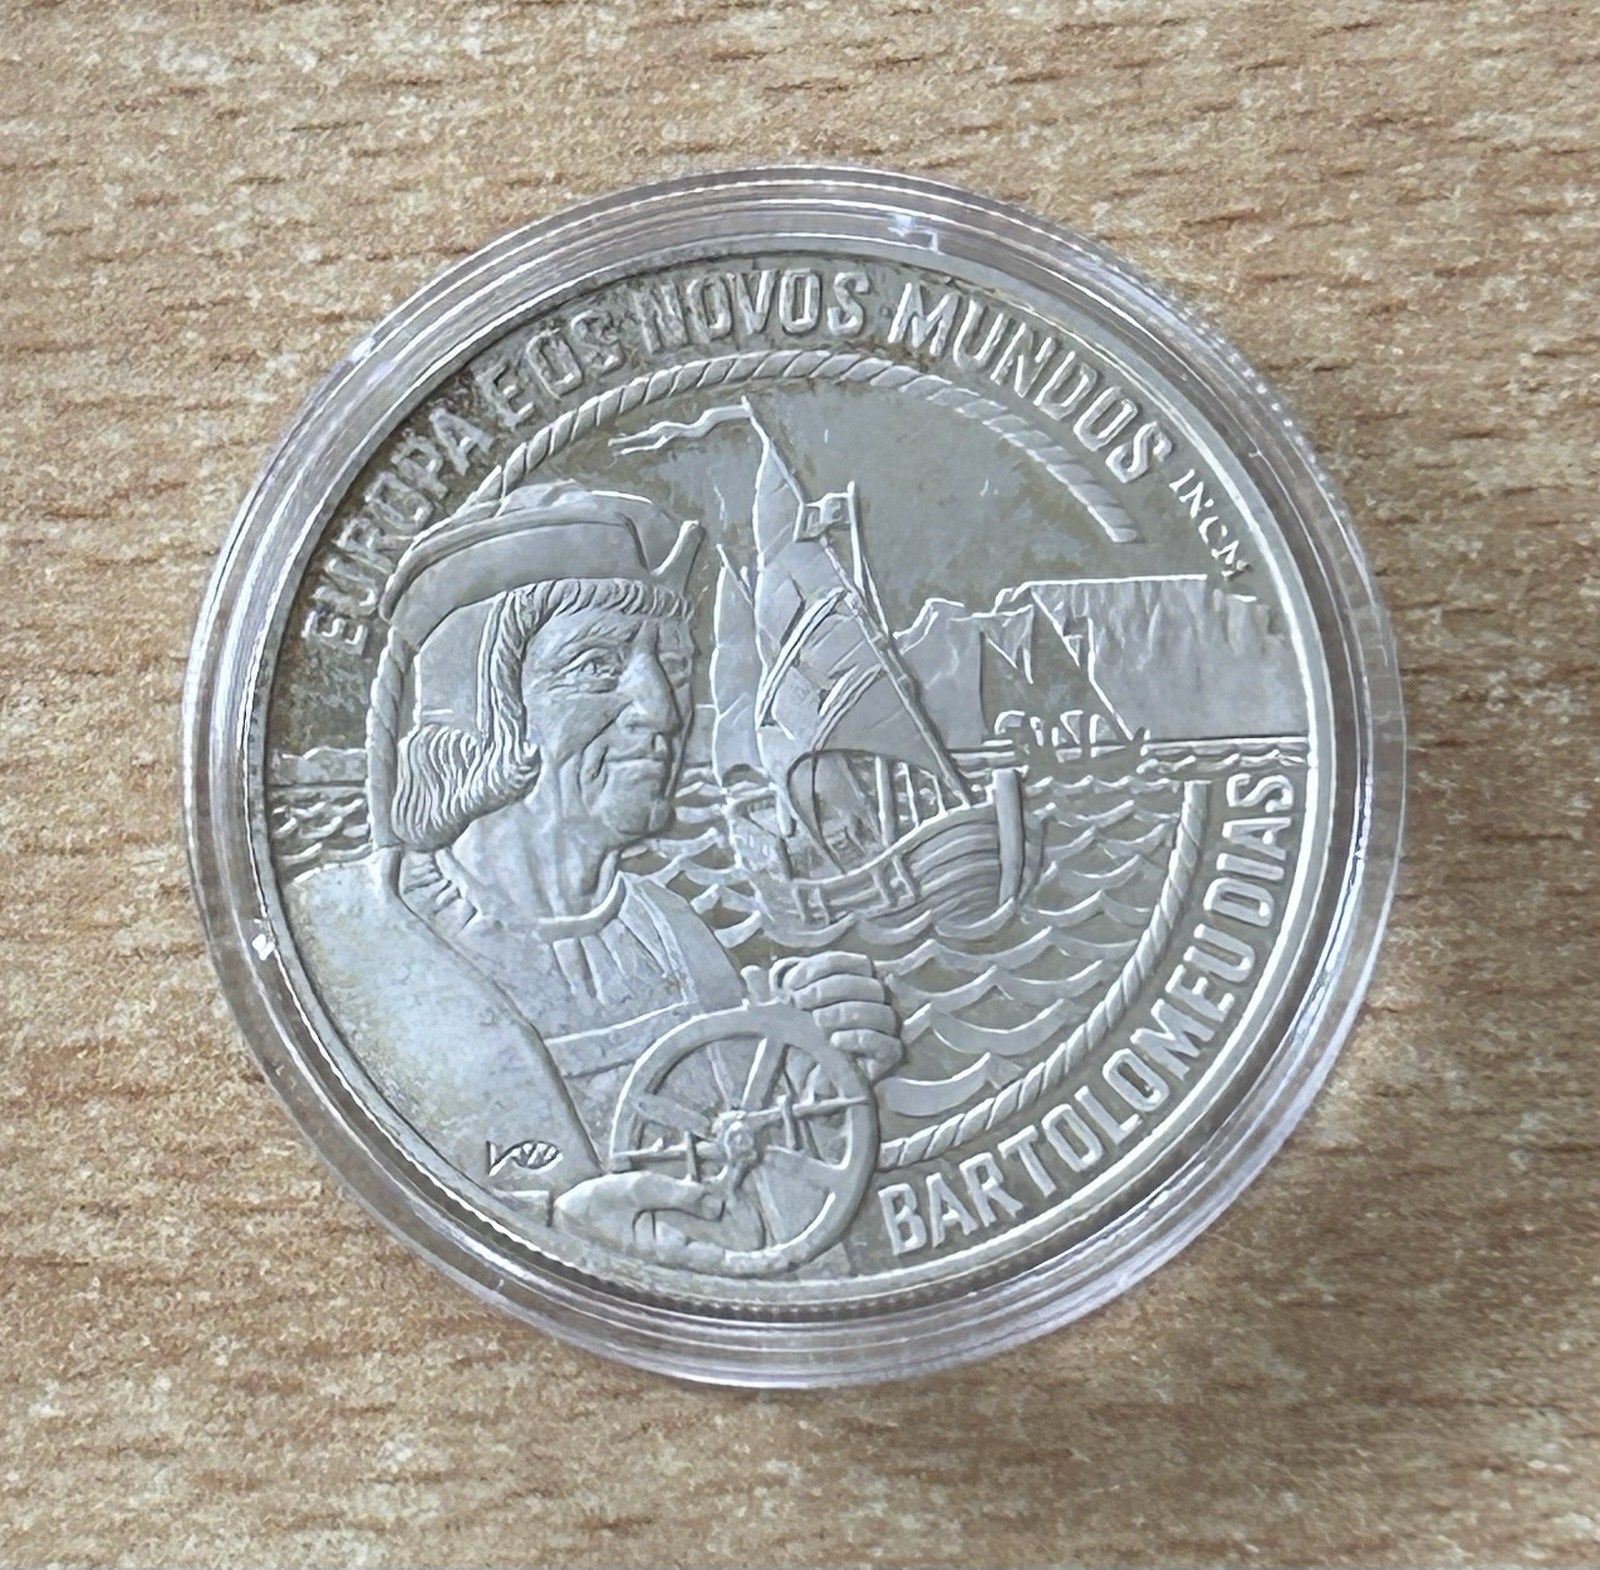 EUROPA E OS NOVOS MUNDOS
INCM
BARTOLOMEU DIAS